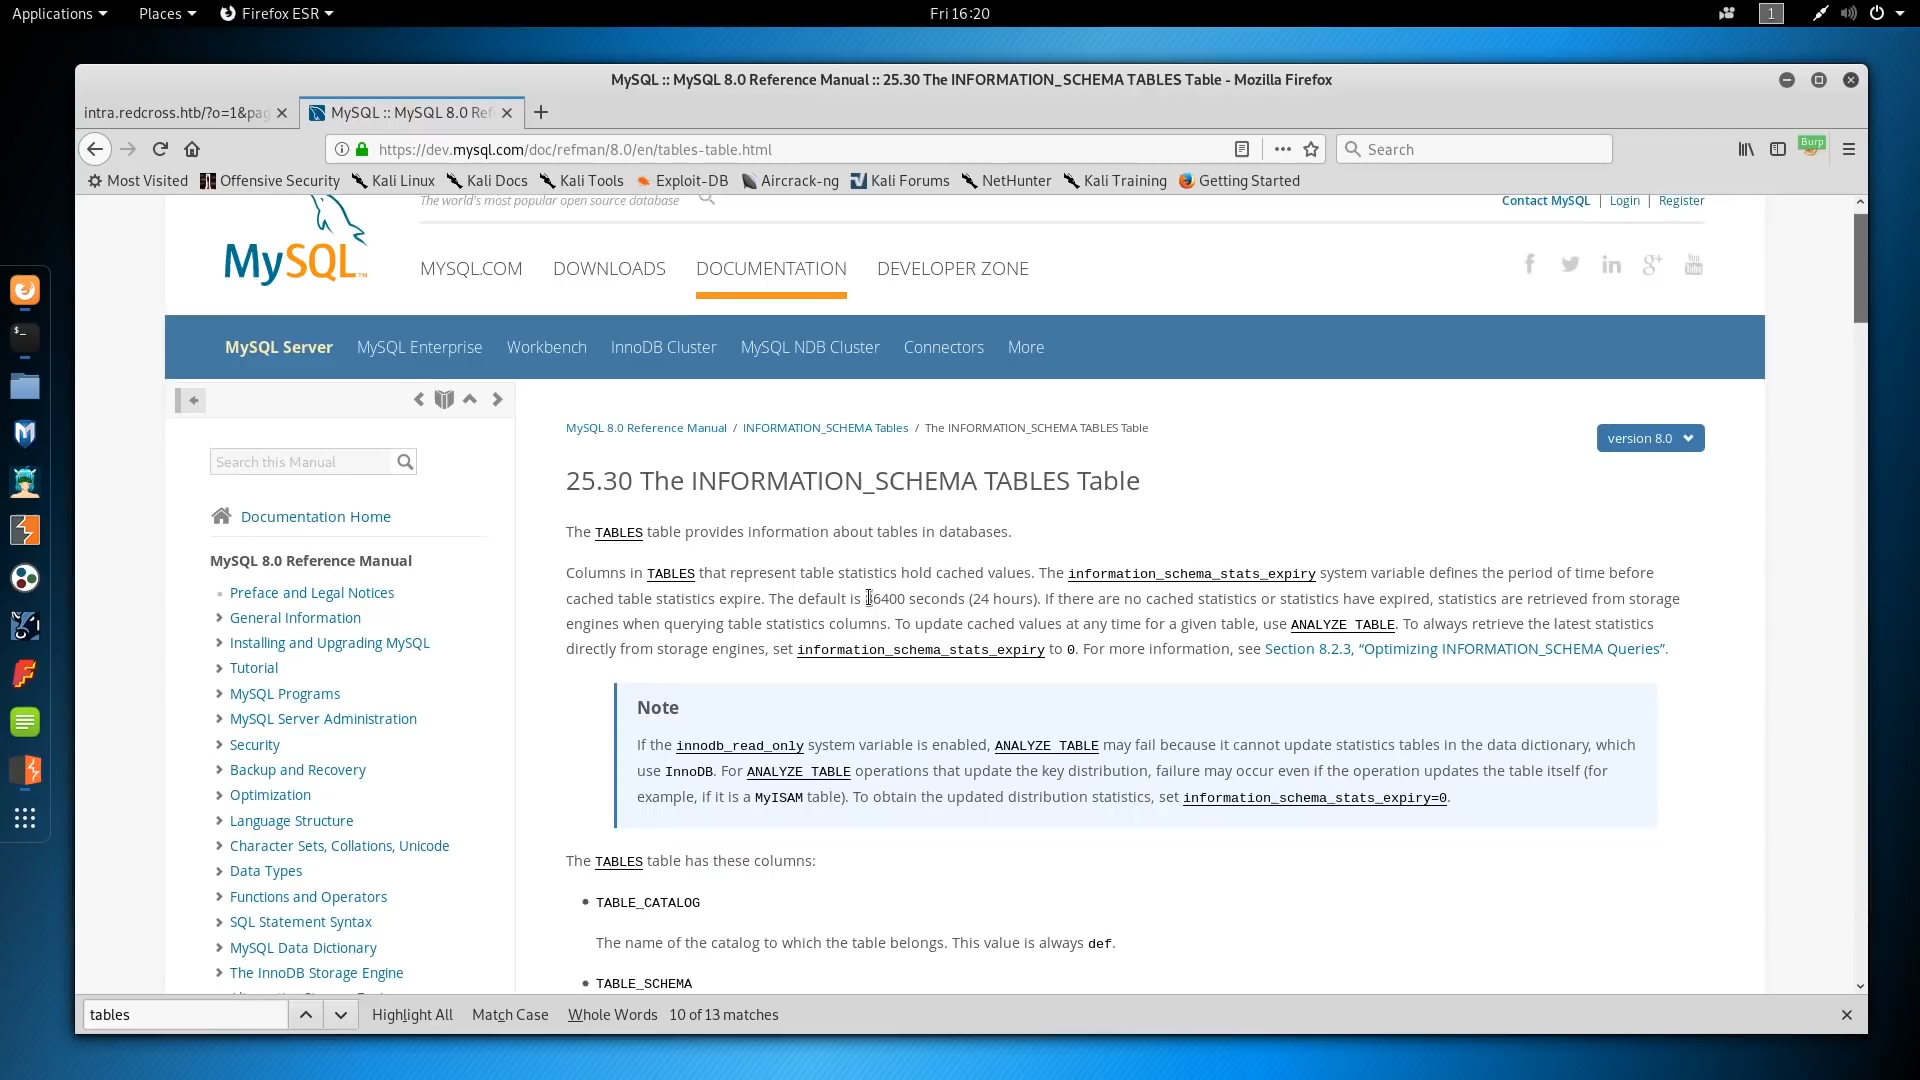 Applications Places Firefox ESR Fri 16:20 1
MySQL :: MySQL 8.0 Reference Manual :: 25.30 The INFORMATION_SCHEMA TABLES Table - Mozilla Firefox
intra.redcross.htb/?o=1&pag MySQL :: MySQL 8.0 Ref
https://dev.mysql.com/doc/refman/8.0/en/tables-table.html Search Burp
Most Visited Offensive Security Kali Linux Kali Docs Kali Tools Exploit-DB Aircrack-ng Kali Forums NetHunter Kali Training Getting Started
The world's most popular open source database Contact MySQL | Login | Register
MySQL™ MYSQL.COM DOWNLOADS DOCUMENTATION DEVELOPER ZONE
MySQL Server MySQL Enterprise Workbench InnoDB Cluster MySQL NDB Cluster Connectors More
MySQL 8.0 Reference Manual / INFORMATION_SCHEMA Tables / The INFORMATION_SCHEMA TABLES Table
version 8.0
Search this Manual
Documentation Home
MySQL 8.0 Reference Manual
Preface and Legal Notices
General Information
Installing and Upgrading MySQL
Tutorial
MySQL Programs
MySQL Server Administration
Security
Backup and Recovery
Optimization
Language Structure
Character Sets, Collations, Unicode
Data Types
Functions and Operators
SQL Statement Syntax
MySQL Data Dictionary
The InnoDB Storage Engine
25.30 The INFORMATION_SCHEMA TABLES Table
The TABLES table provides information about tables in databases.
Columns in TABLES that represent table statistics hold cached values. The information_schema_stats_expiry system variable defines the period of time before
cached table statistics expire. The default is 86400 seconds (24 hours). If there are no cached statistics or statistics have expired, statistics are retrieved from storage
engines when querying table statistics columns. To update cached values at any time for a given table, use ANALYZE TABLE. To always retrieve the latest statistics
directly from storage engines, set information_schema_stats_expiry to 0. For more information, see Section 8.2.3, “Optimizing INFORMATION_SCHEMA Queries”.
Note
If the innodb_read_only system variable is enabled, ANALYZE TABLE may fail because it cannot update statistics tables in the data dictionary, which
use InnoDB. For ANALYZE TABLE operations that update the key distribution, failure may occur even if the operation updates the table itself (for
example, if it is a MyISAM table). To obtain the updated distribution statistics, set information_schema_stats_expiry=0.
The TABLES table has these columns:
TABLE_CATALOG
The name of the catalog to which the table belongs. This value is always def.
TABLE_SCHEMA
tables Highlight All Match Case Whole Words 10 of 13 matches